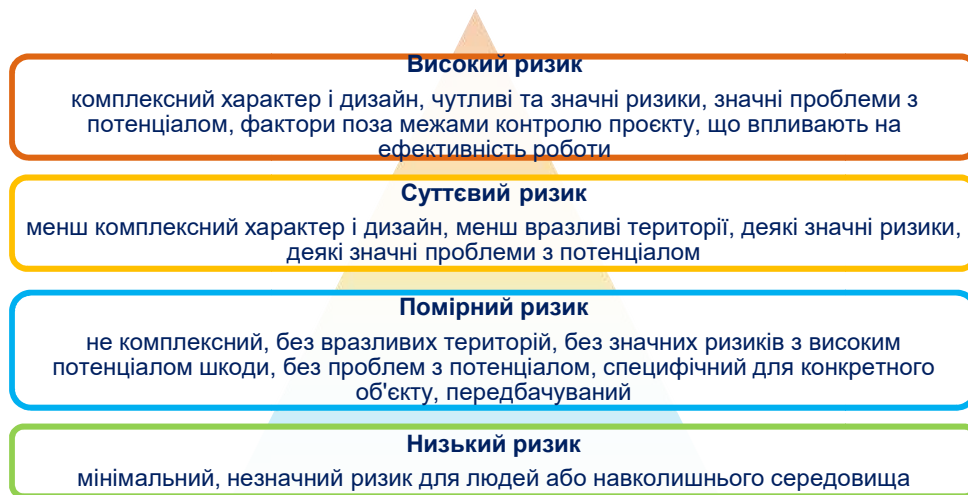 Високий ризик
комплексний характер і дизайн, чутливі та значні ризики, значні проблеми з
потенціалом, фактори поза межами контролю проєкту, що впливають на
ефективність роботи
Суттєвий ризик
менш комплексний характер і дизайн, менш вразливі території, деякі значні ризики,
деякі значні проблеми з потенціалом
Помірний ризик
не комплексний, без вразливих територій, без значних ризиків з високим
потенціалом шкоди, без проблем з потенціалом, специфічний для конкретного
об'єкту, передбачуваний
Низький ризик
мінімальний, незначний ризик для людей або навколишнього середовища